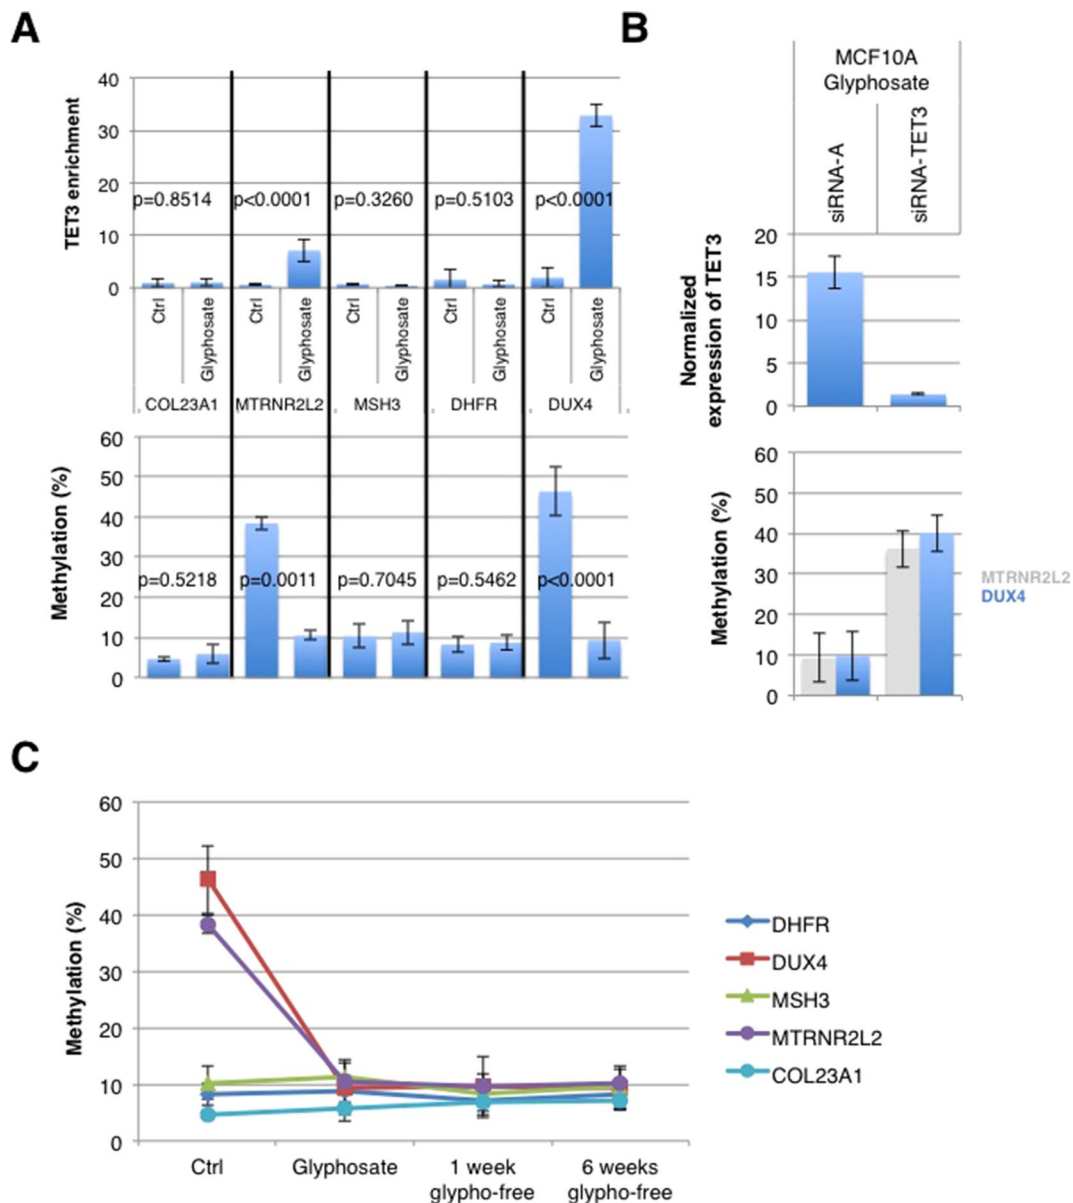 A
TET3 enrichment
40
30
20
10
0
p=0.8514
p<0.0001
p=0.3260
p=0.5103
p<0.0001
Ctrl
Glyphosate
Ctrl
Glyphosate
Ctrl
Glyphosate
Ctrl
Glyphosate
Ctrl
Glyphosate
COL23A1
MTRNR2L2
MSH3
DHFR
DUX4
Methylation (%)
60
50
40
30
20
10
0
p=0.5218
p=0.0011
p=0.7045
p=0.5462
p<0.0001
B
MCF10A
Glyphosate
siRNA-A
siRNA-TET3
Normalized
expression of TET3
20
15
10
5
0
Methylation (%)
60
50
40
30
20
10
0
MTRNR2L2
DUX4
C
Methylation (%)
60
50
40
30
20
10
0
Ctrl
Glyphosate
1 week
glypho-free
6 weeks
glypho-free
DHFR
DUX4
MSH3
MTRNR2L2
COL23A1